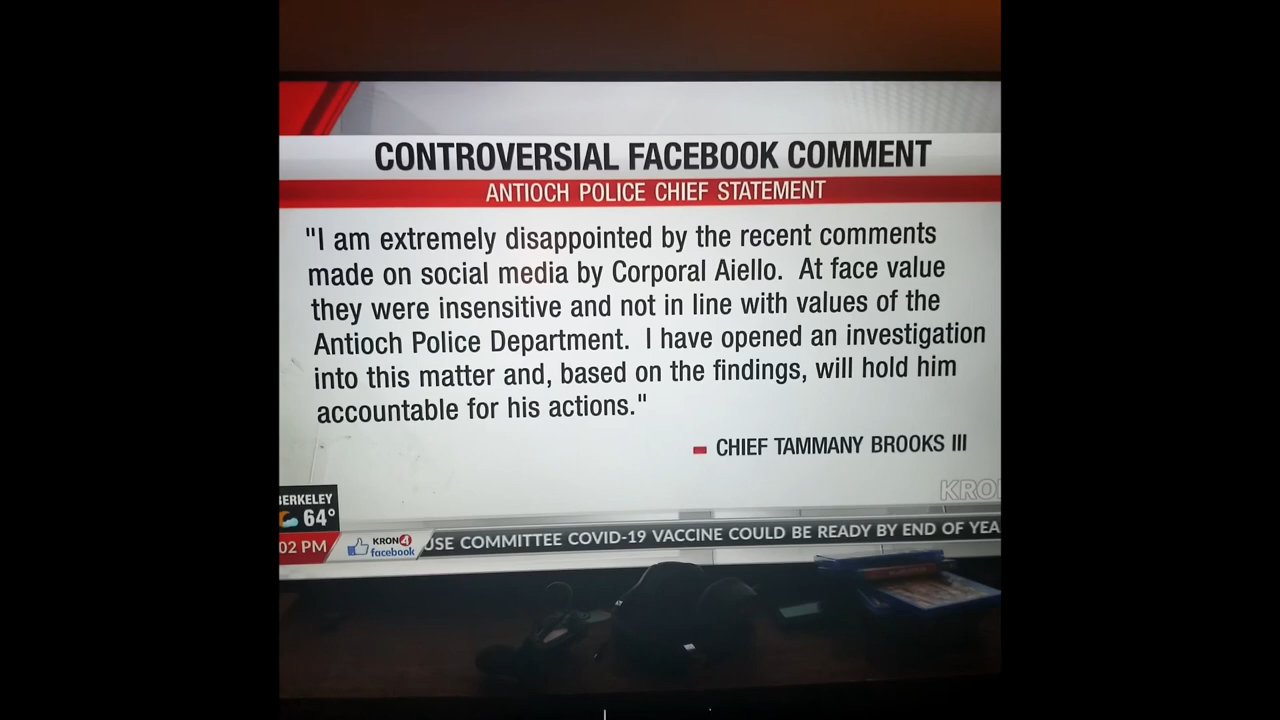 CONTROVERSIAL FACEBOOK COMMENT
ANTIOCH POLICE CHIEF STATEMENT
"I am extremely disappointed by the recent comments
made on social media by Corporal Aiello. At face value
they were insensitive and not in line with values of the
Antioch Police Department. I have opened an investigation
into this matter and, based on the findings, will hold him
accountable for his actions."
CHIEF TAMMANY BROOKS III
KRO
BERKELEY
64°
02 PM
KRON4
facebook
USE COMMITTEE COVID-19 VACCINE COULD BE READY BY END OF YEA